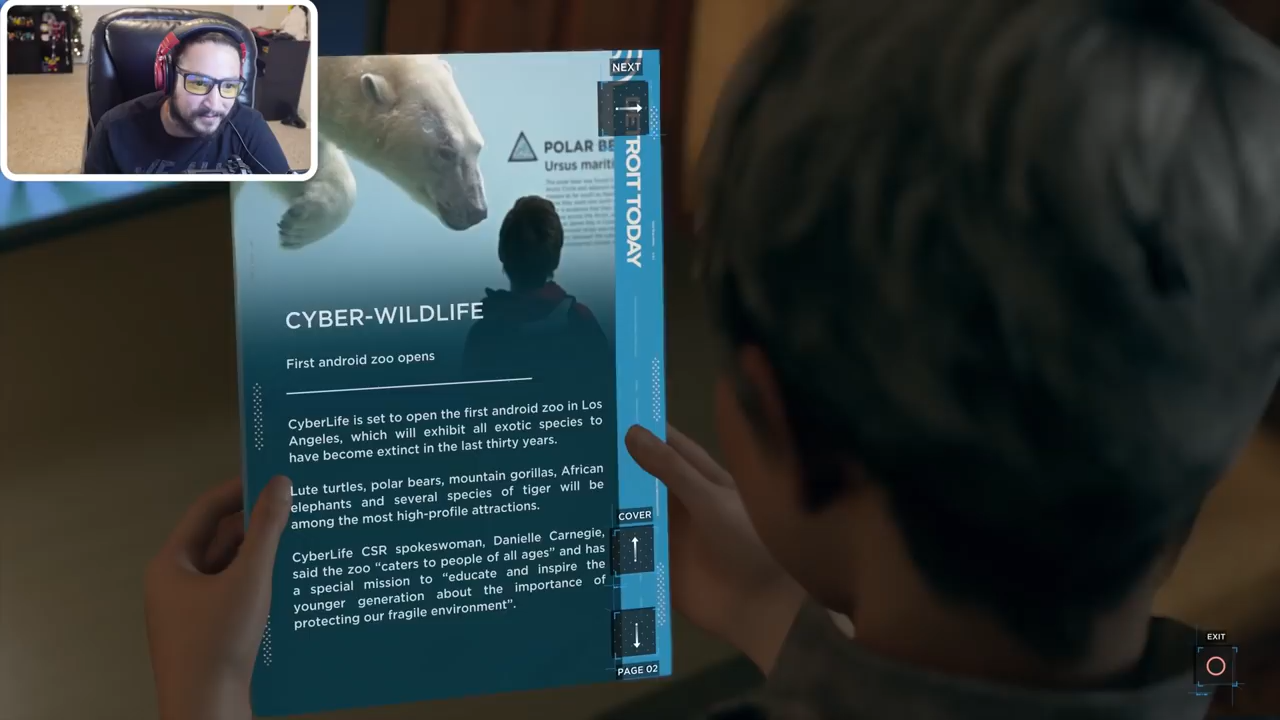 NEXT
POLAR
Ursus
DETROIT TODAY
CYBER-WILDLIFE
First android zoo opens
CyberLife is set to open the first android zoo in Los
Angeles, which will exhibit all exotic species to
have become extinct in the last thirty years.
Lute turtles, polar bears, mountain gorillas, African
elephants and several species of tiger will be
among the most high-profile attractions.
CyberLife CSR spokeswoman, Danielle Carnegie,
said the zoo “caters to people of all ages” and has
a special mission to “educate and inspire the
younger generation about the importance of
protecting our fragile environment”.
COVER
PAGE 02
EXIT